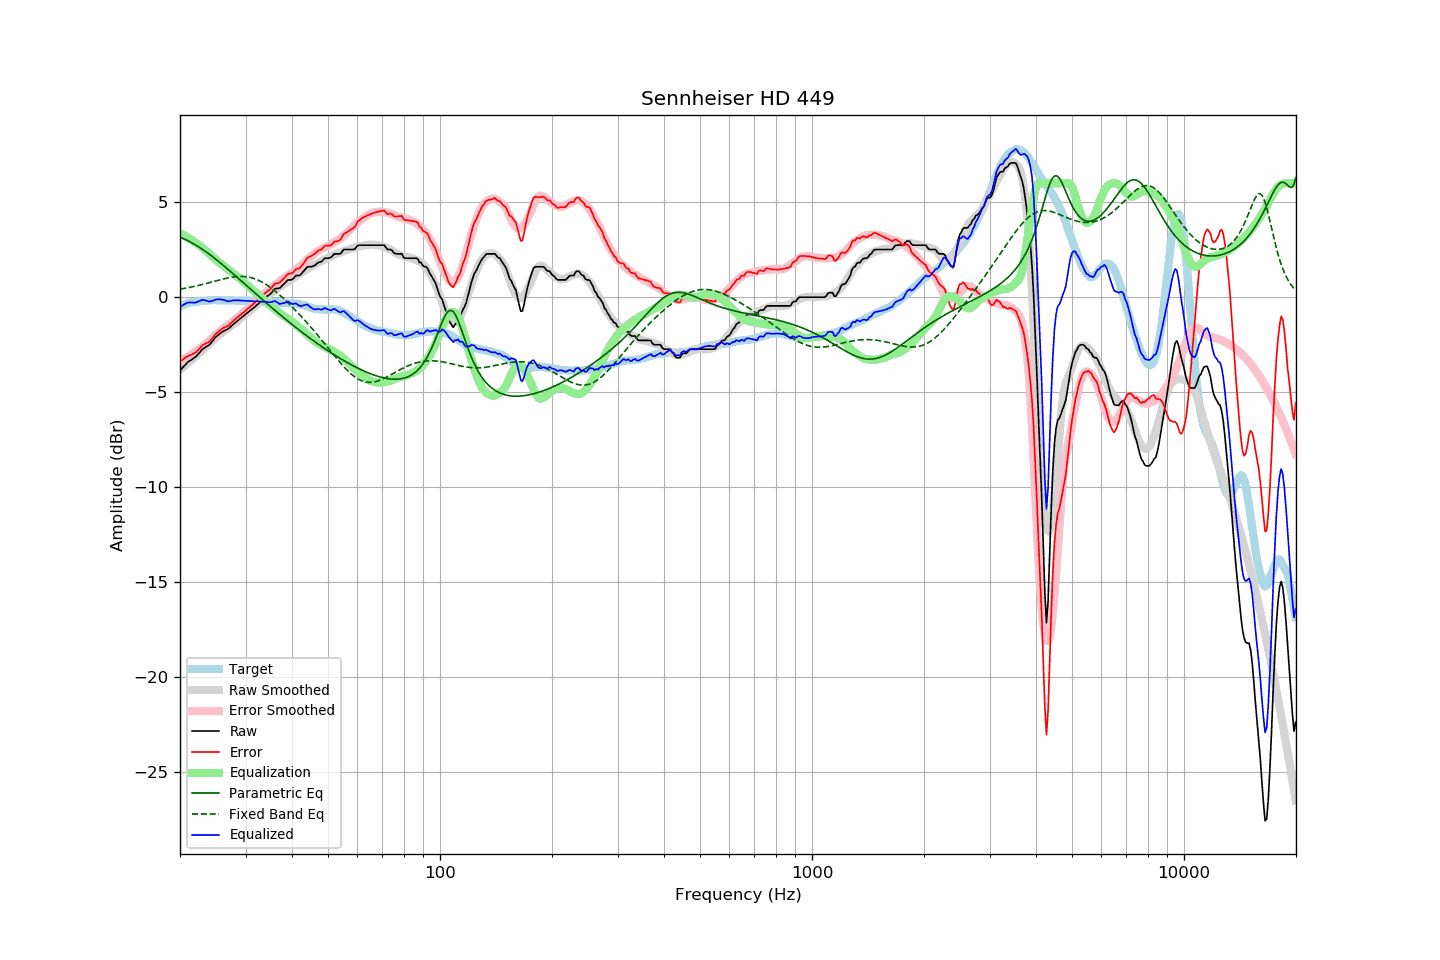 Sennheiser HD 449
Amplitude (dBr)
5
0
−5
−10
−15
−20
−25
Target
Raw Smoothed
Error Smoothed
Raw
Error
Equalization
Parametric Eq
Fixed Band Eq
Equalized
100
1000
10000
Frequency (Hz)